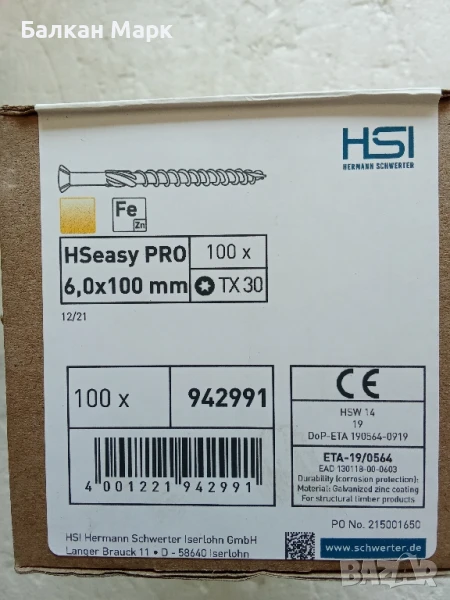 Балкан Марк
HSI
HERMANN SCHWERTER
Fe
Zn
HSeasy PRO
100 x
6,0x100 mm
TX 30
12/21
100 x
942991
4 001221 942991
CE
HSW 14
19
DoP-ETA 190564-0919
ETA-19/0564
EAD 130118-00-0603
Durability (corrosion protection):
Material: Galvanized zinc coating
For structural timber products
PO No. 215001650
HSI Hermann Schwerter Iserlohn GmbH
Langer Brauck 11 • D - 58640 Iserlohn
www.schwerter.de
BAZAR